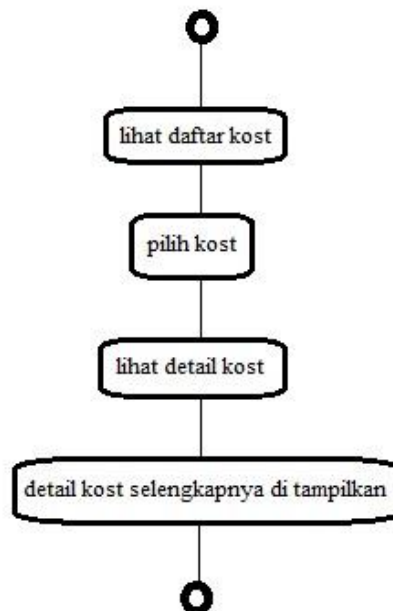 lihat daftar kost
pilih kost
lihat detail kost
detail kost selengkapnya di tampilkan